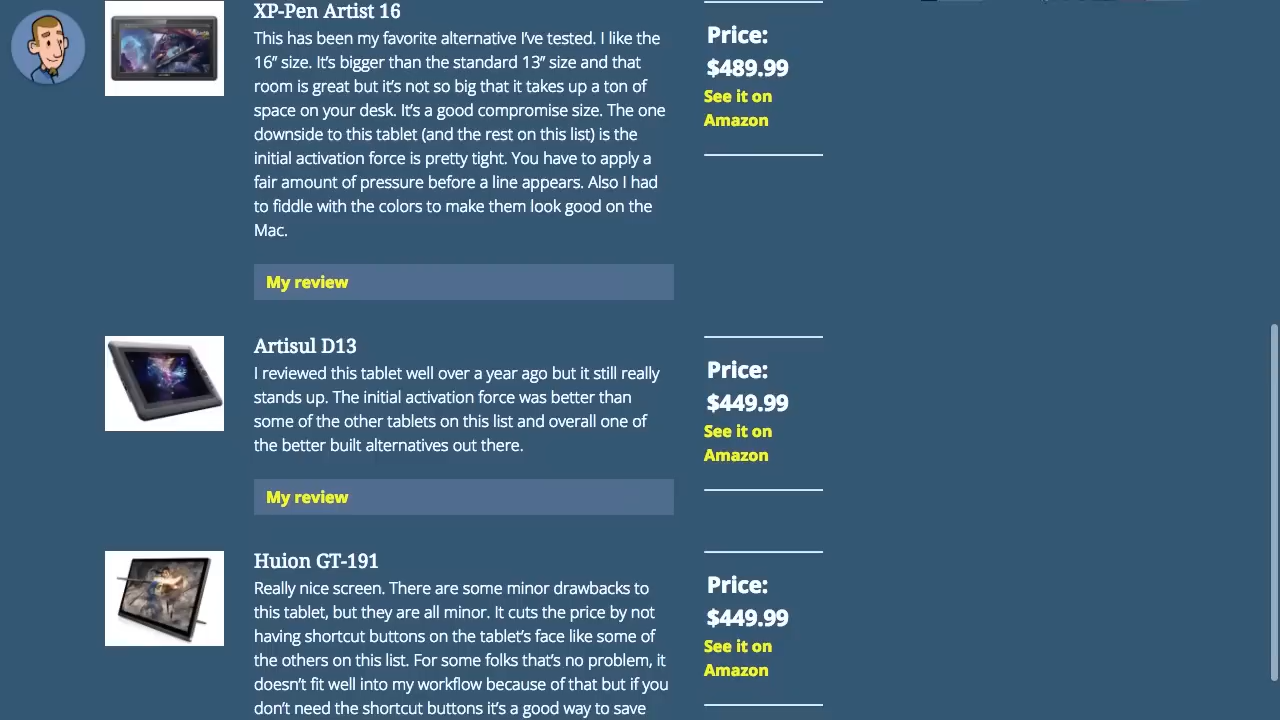 XP-Pen Artist 16
This has been my favorite alternative I’ve tested. I like the
16” size. It’s bigger than the standard 13” size and that
room is great but it’s not so big that it takes up a ton of
space on your desk. It’s a good compromise size. The one
downside to this tablet (and the rest on this list) is the
initial activation force is pretty tight. You have to apply a
fair amount of pressure before a line appears. Also I had
to fiddle with the colors to make them look good on the
Mac.
My review
Price:
$489.99
See it on
Amazon
Artisul D13
I reviewed this tablet well over a year ago but it still really
stands up. The initial activation force was better than
some of the other tablets on this list and overall one of
the better built alternatives out there.
My review
Price:
$449.99
See it on
Amazon
Huion GT-191
Really nice screen. There are some minor drawbacks to
this tablet, but they are all minor. It cuts the price by not
having shortcut buttons on the tablet’s face like some of
the others on this list. For some folks that’s no problem, it
doesn’t fit well into my workflow because of that but if you
don’t need the shortcut buttons it’s a good way to save
Price:
$449.99
See it on
Amazon